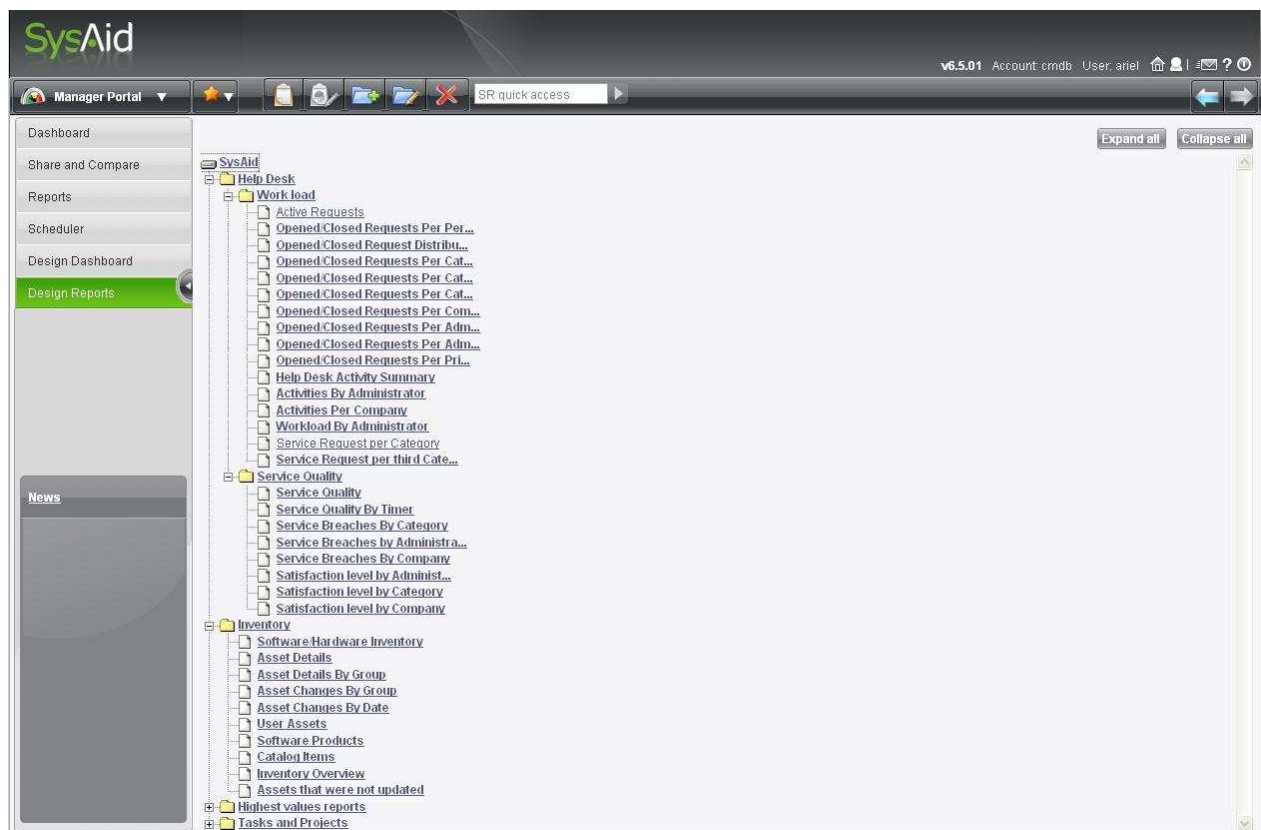 SysAid
v6.5.01 Account: cmdb User: ariel
Manager Portal
SR quick access
Dashboard
Share and Compare
Reports
Scheduler
Design Dashboard
Design Reports
News
Expand all Collapse all
SysAid
Help Desk
Work load
Active Requests
Opened/Closed Requests Per Per...
Opened/Closed Request Distribu...
Opened/Closed Requests Per Cat...
Opened/Closed Requests Per Cat...
Opened/Closed Requests Per Cat...
Opened/Closed Requests Per Com...
Opened/Closed Requests Per Adm...
Opened/Closed Requests Per Adm...
Opened/Closed Requests Per Pri...
Help Desk Activity Summary
Activities By Administrator
Activities Per Company
Workload By Administrator
Service Request per Category
Service Request per third Cate...
Service Quality
Service Quality
Service Quality By Timer
Service Breaches By Category
Service Breaches by Administra...
Service Breaches By Company
Satisfaction level by Administ...
Satisfaction level by Category
Satisfaction level by Company
Inventory
Software/Hardware Inventory
Asset Details
Asset Details By Group
Asset Changes By Group
Asset Changes By Date
User Assets
Software Products
Catalog Items
Inventory Overview
Assets that were not updated
Highest values reports
Tasks and Projects